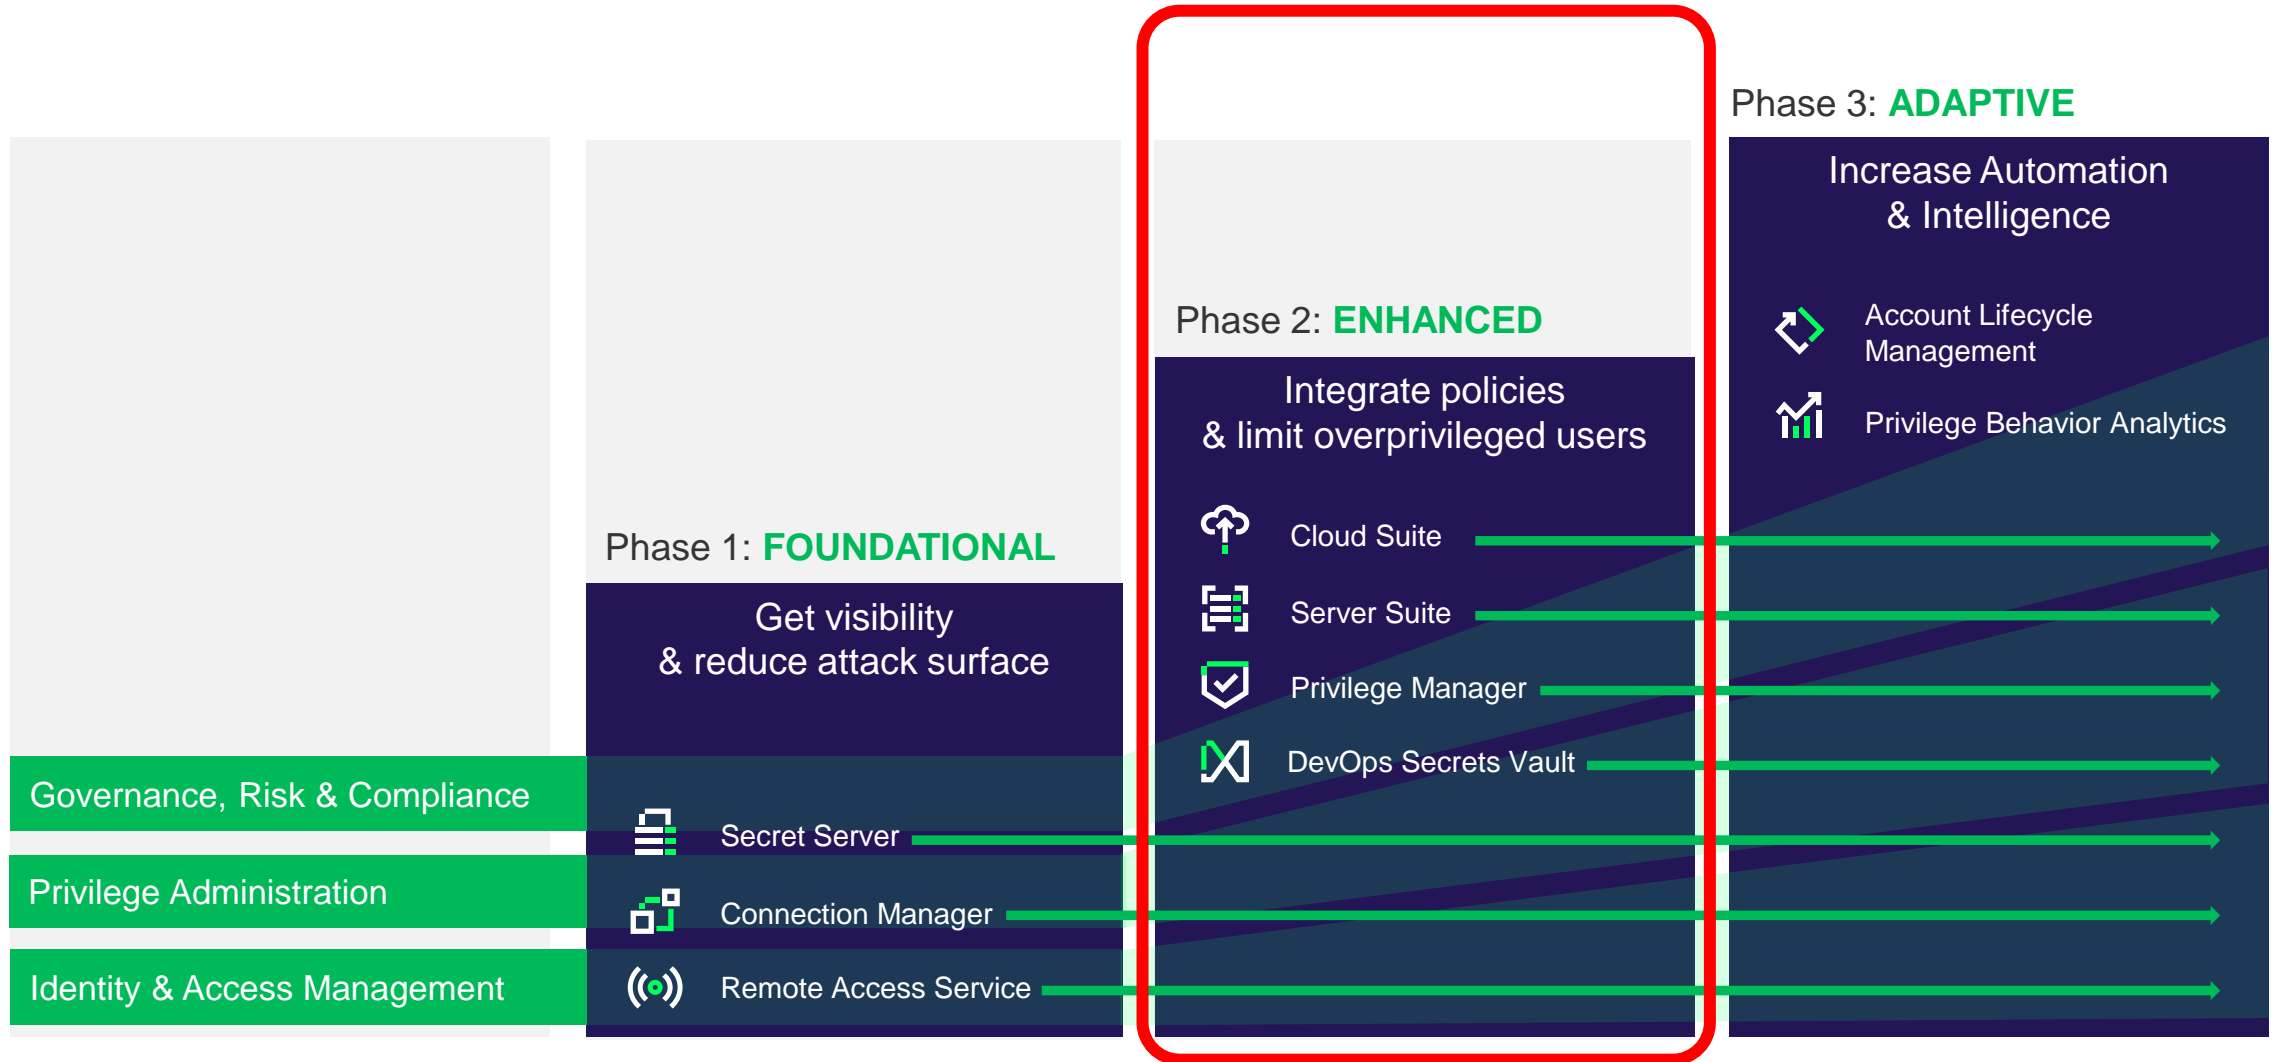 Phase 3: ADAPTIVE
Increase Automation
& Intelligence
Account Lifecycle
Management
Privilege Behavior Analytics
Phase 2: ENHANCED
Integrate policies
& limit overprivileged users
Cloud Suite
Server Suite
Privilege Manager
DevOps Secrets Vault
Phase 1: FOUNDATIONAL
Get visibility
& reduce attack surface
Secret Server
Connection Manager
Remote Access Service
Governance, Risk & Compliance
Privilege Administration
Identity & Access Management